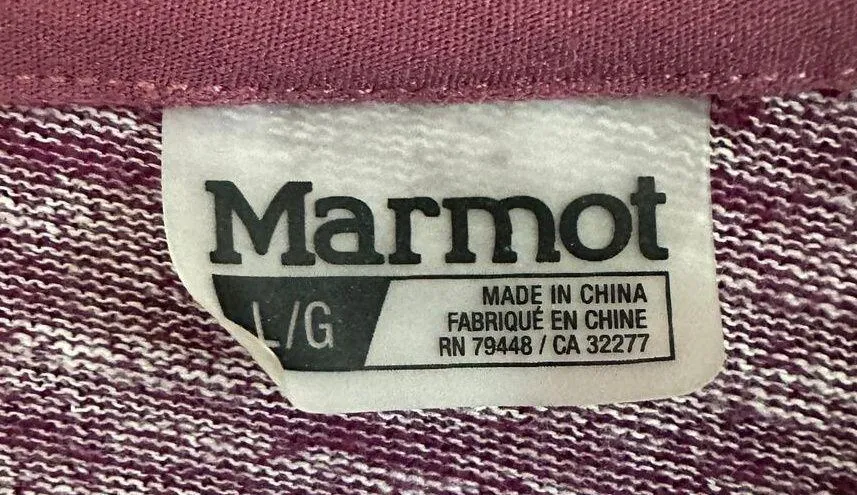 Marmot
L/G
MADE IN CHINA
FABRIQUÉ EN CHINE
RN 79448 / CA 32277